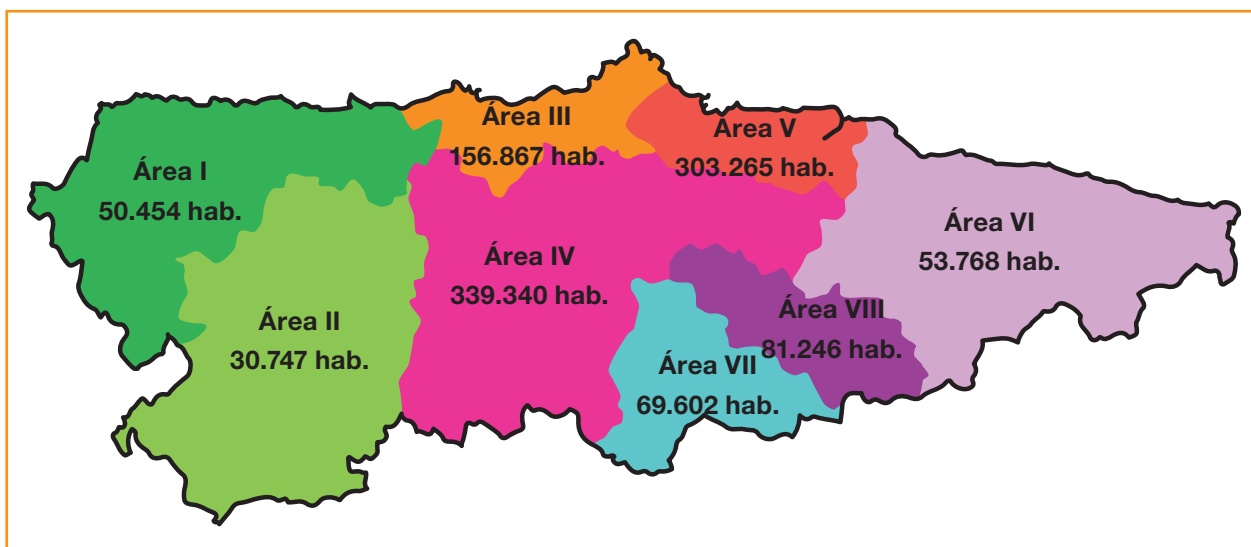 Área I
50.454 hab.
Área II
30.747 hab.
Área III
156.867 hab.
Área IV
339.340 hab.
Área V
303.265 hab.
Área VI
53.768 hab.
Área VII
69.602 hab.
Área VIII
81.246 hab.